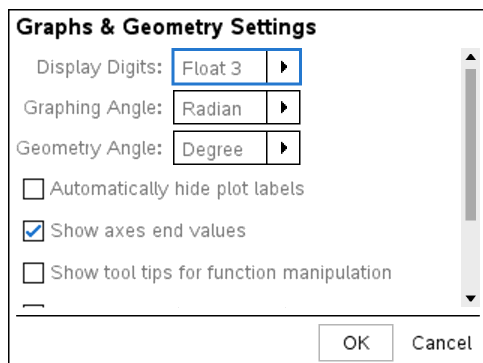 Graphs & Geometry Settings
Display Digits: Float 3
Graphing Angle: Radian
Geometry Angle: Degree
Automatically hide plot labels
Show axes end values
Show tool tips for function manipulation
OK Cancel